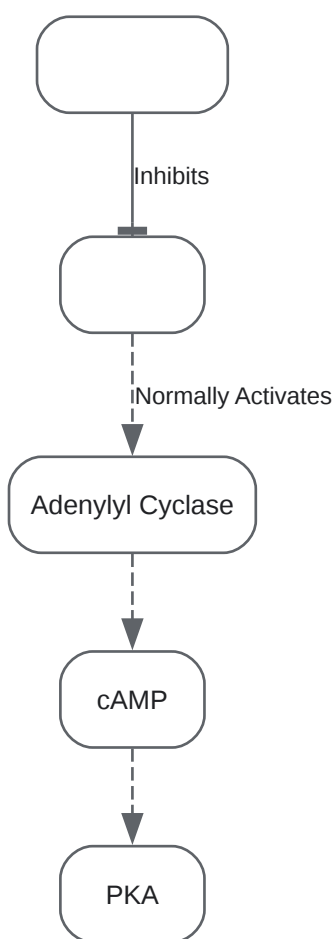 Inhibits
Normally Activates
Adenylyl Cyclase
cAMP
PKA